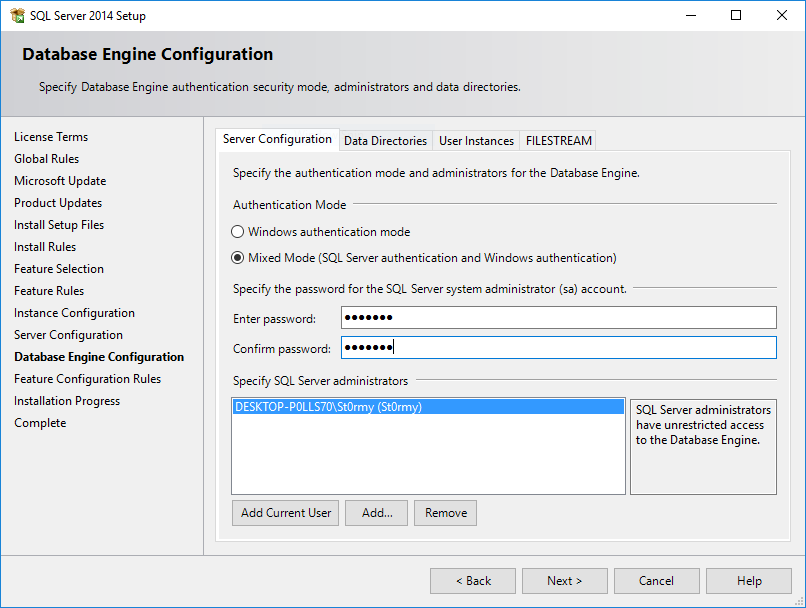 SQL Server 2014 Setup
Database Engine Configuration
Specify Database Engine authentication security mode, administrators and data directories.
License Terms
Global Rules
Microsoft Update
Product Updates
Install Setup Files
Install Rules
Feature Selection
Feature Rules
Instance Configuration
Server Configuration
Database Engine Configuration
Feature Configuration Rules
Installation Progress
Complete
Server Configuration Data Directories User Instances FILESTREAM
Specify the authentication mode and administrators for the Database Engine.
Authentication Mode
Windows authentication mode
Mixed Mode (SQL Server authentication and Windows authentication)
Specify the password for the SQL Server system administrator (sa) account.
Enter password: ●●●●●●●
Confirm password: ●●●●●●●
Specify SQL Server administrators
DESKTOP-P0LLS70\St0rmy (St0rmy)
SQL Server administrators
have unrestricted access
to the Database Engine.
Add Current User Add... Remove
< Back Next > Cancel Help